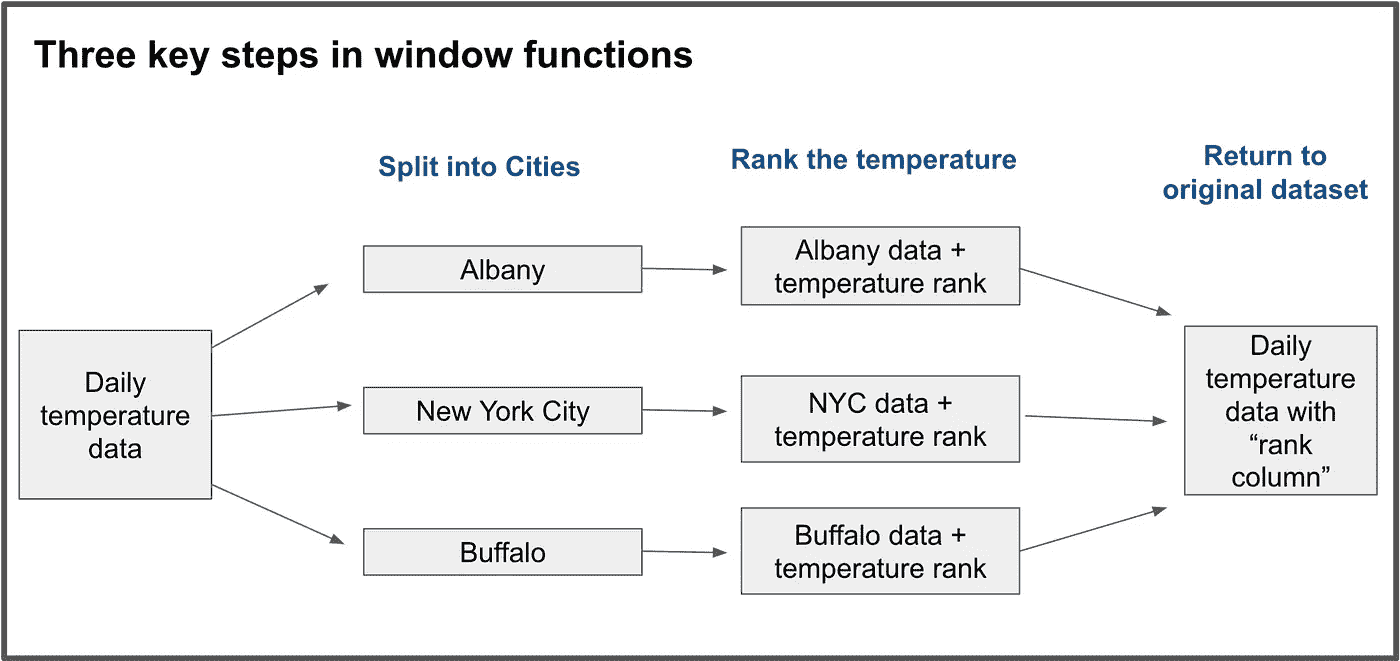 Three key steps in window functions
Split into Cities
Rank the temperature
Return to
original dataset
Daily
temperature
data
Albany
New York City
Buffalo
Albany data +
temperature rank
NYC data +
temperature rank
Buffalo data +
temperature rank
Daily
temperature
data with
“rank
column”